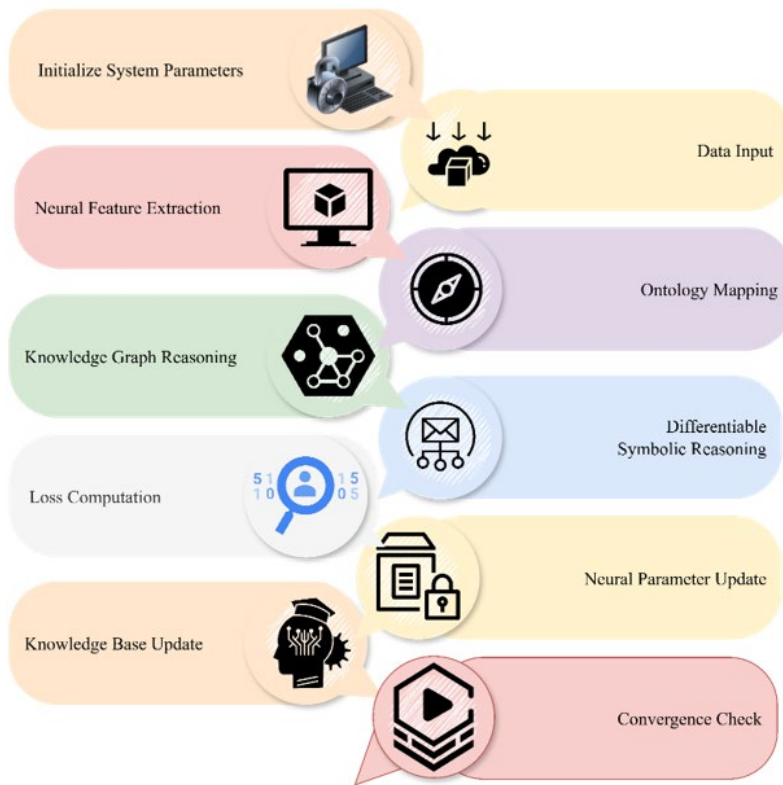 Initialize System Parameters
Data Input
Neural Feature Extraction
Ontology Mapping
Knowledge Graph Reasoning
Differentiable
Symbolic Reasoning
Loss Computation
51 15
10 05
Neural Parameter Update
Knowledge Base Update
Convergence Check